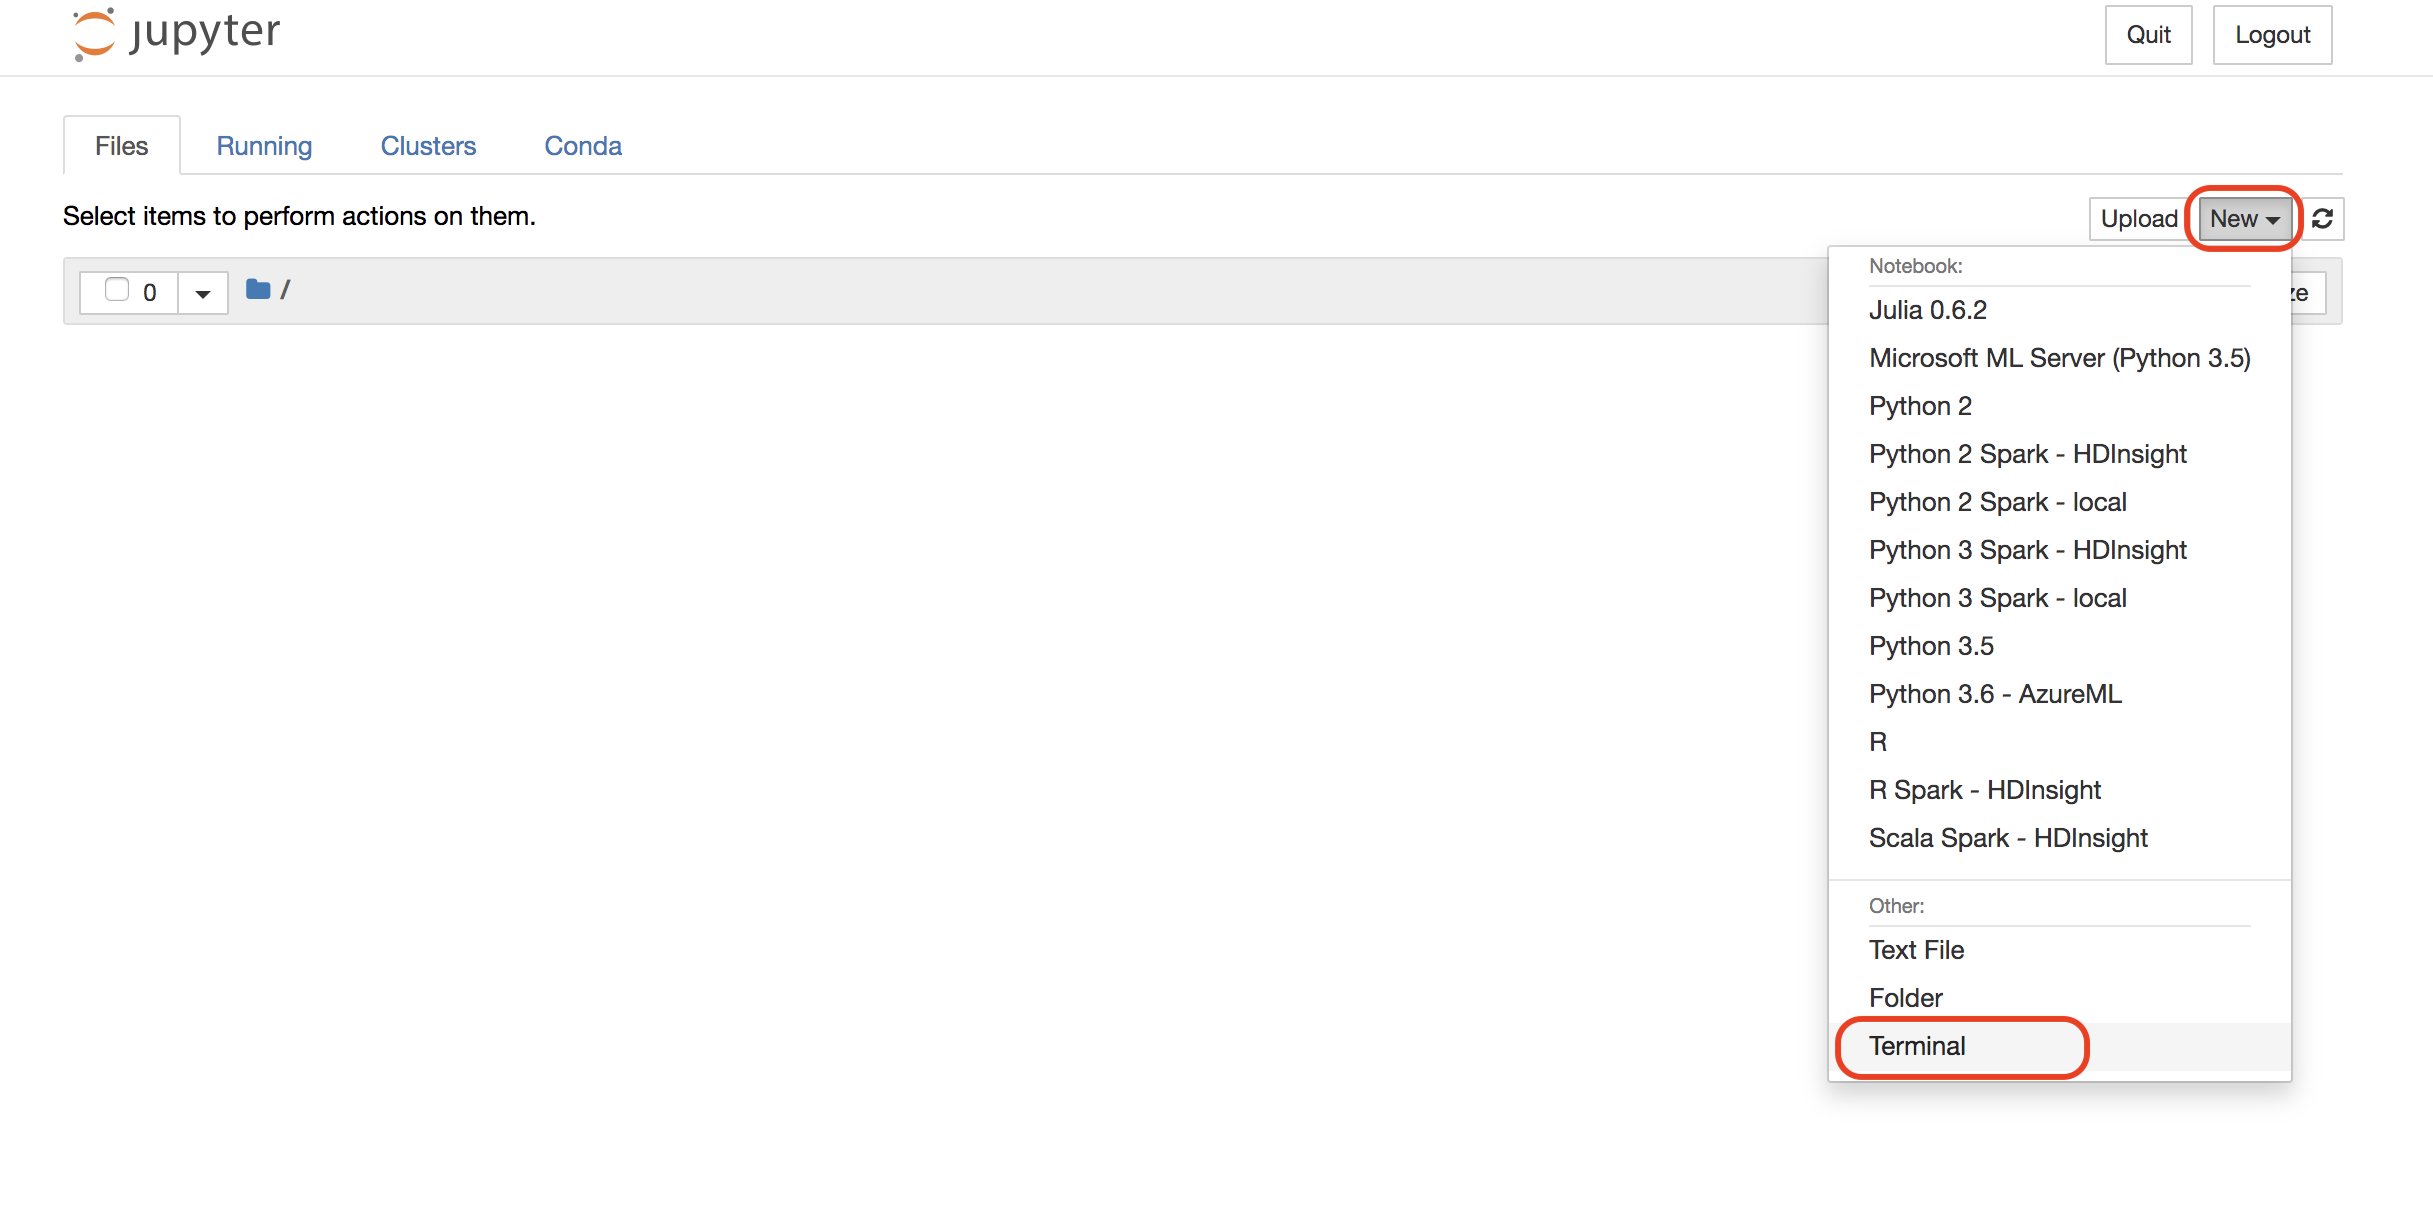 jupyter
Quit Logout
Files Running Clusters Conda
Select items to perform actions on them.
Upload New
0 /
Notebook:
Julia 0.6.2
Microsoft ML Server (Python 3.5)
Python 2
Python 2 Spark - HDInsight
Python 2 Spark - local
Python 3 Spark - HDInsight
Python 3 Spark - local
Python 3.5
Python 3.6 - AzureML
R
R Spark - HDInsight
Scala Spark - HDInsight
Other:
Text File
Folder
Terminal